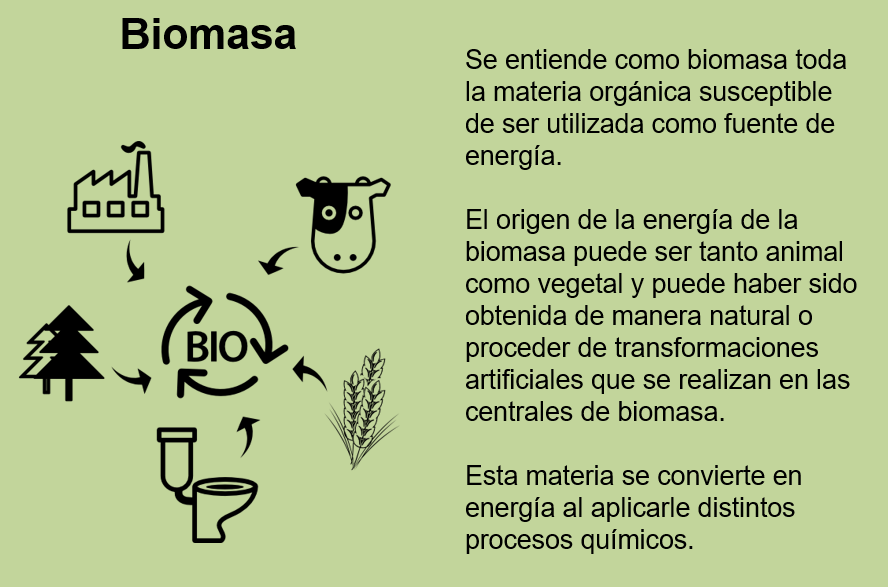 Biomasa
BIO
Se entiende como biomasa toda
la materia orgánica susceptible
de ser utilizada como fuente de
energía.
El origen de la energía de la
biomasa puede ser tanto animal
como vegetal y puede haber sido
obtenida de manera natural o
proceder de transformaciones
artificiales que se realizan en las
centrales de biomasa.
Esta materia se convierte en
energía al aplicarle distintos
procesos químicos.